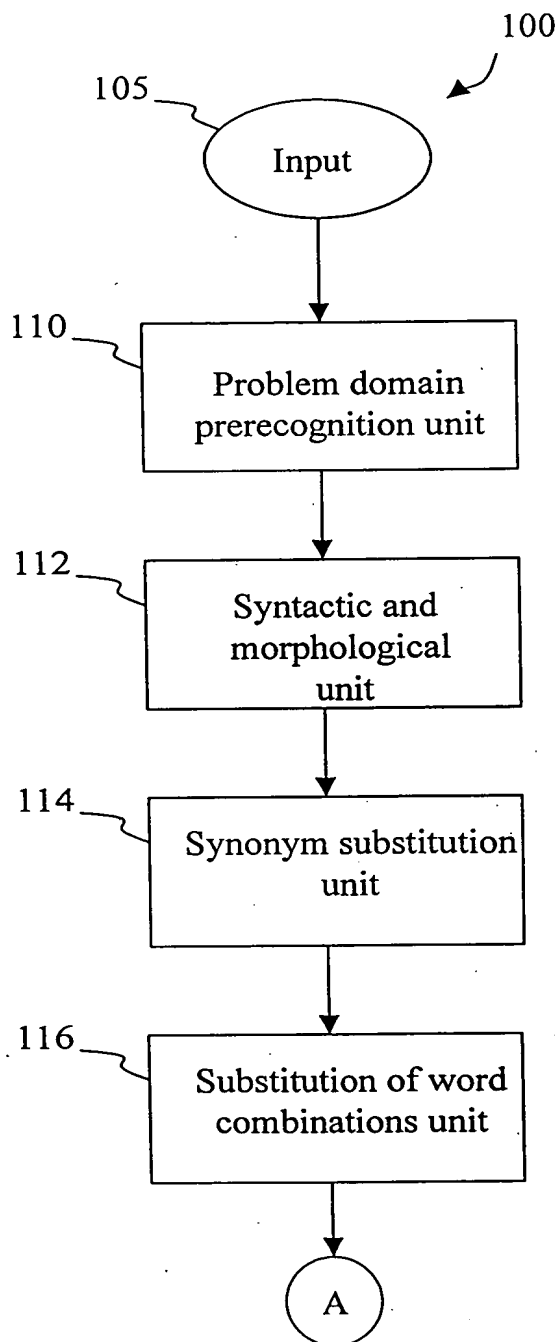 100
105
Input
110
Problem domain
prerecognition unit
112
Syntactic and
morphological
unit
114
Synonym substitution
unit
116
Substitution of word
combinations unit
A